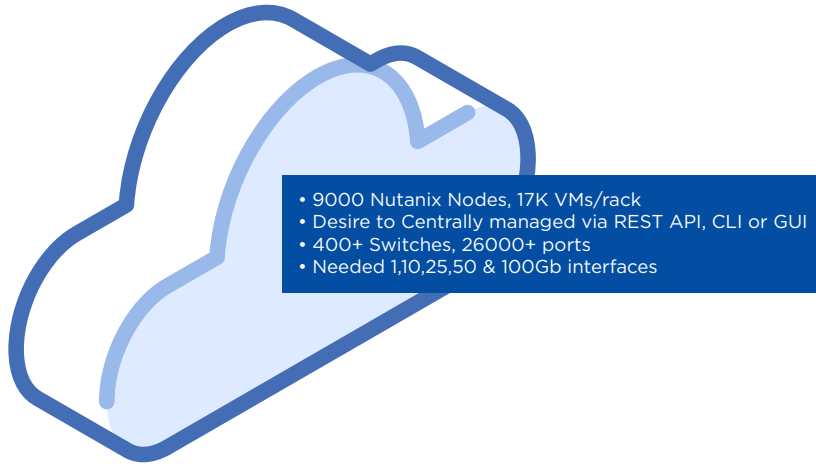 • 9000 Nutanix Nodes, 17K VMs/rack
• Desire to Centrally managed via REST API, CLI or GUI
• 400+ Switches, 26000+ ports
• Needed 1,10,25,50 & 100Gb interfaces